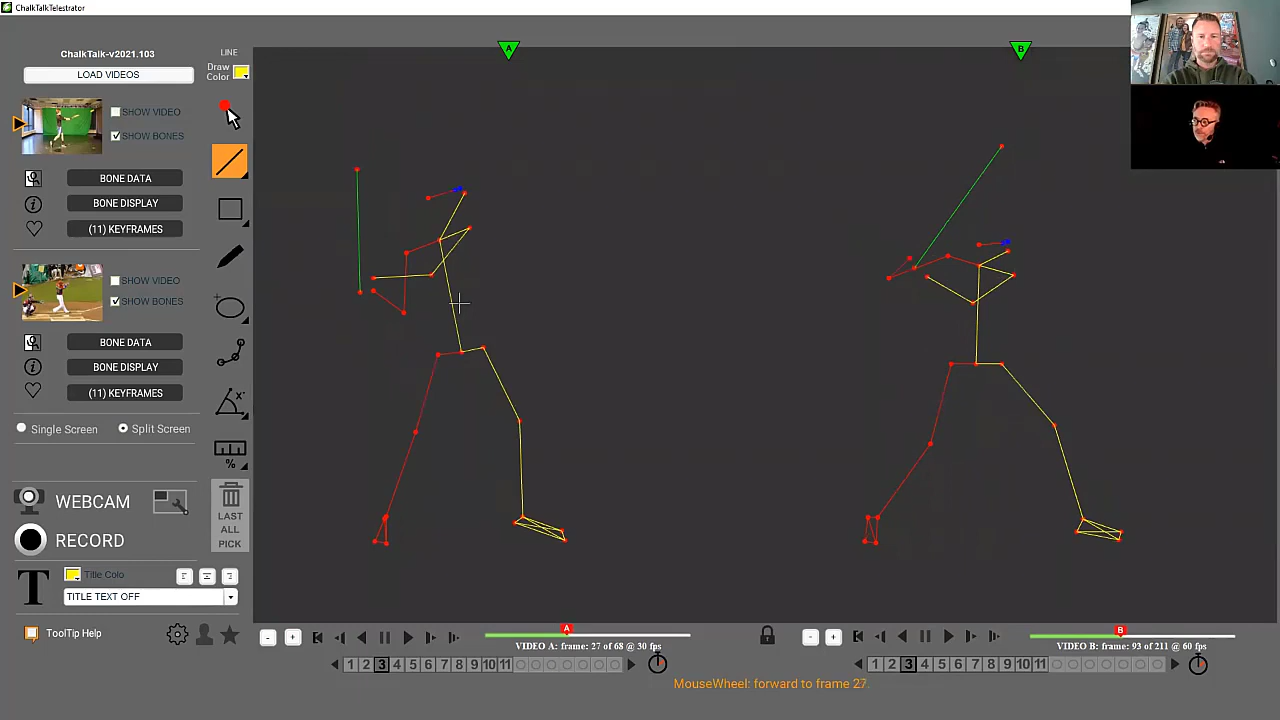 ChalkTalkTelestrator
ChalkTalk-v2021.103
LOAD VIDEOS
SHOW VIDEO
SHOW BONES
BONE DATA
BONE DISPLAY
(11) KEYFRAMES
SHOW VIDEO
SHOW BONES
BONE DATA
BONE DISPLAY
(11) KEYFRAMES
Single Screen
Split Screen
WEBCAM
RECORD
T
Title Colo
TITLE TEXT OFF
ToolTip Help
LINE
Draw
Color
X°
%
LAST
ALL
PICK
A
B
A
VIDEO A: frame: 27 of 68 @ 30 fps
1 2 3 4 5 6 7 8 9 10 11
B
VIDEO B: frame: 93 of 211 @ 60 fps
1 2 3 4 5 6 7 8 9 10 11
MouseWheel: forward to frame 27.